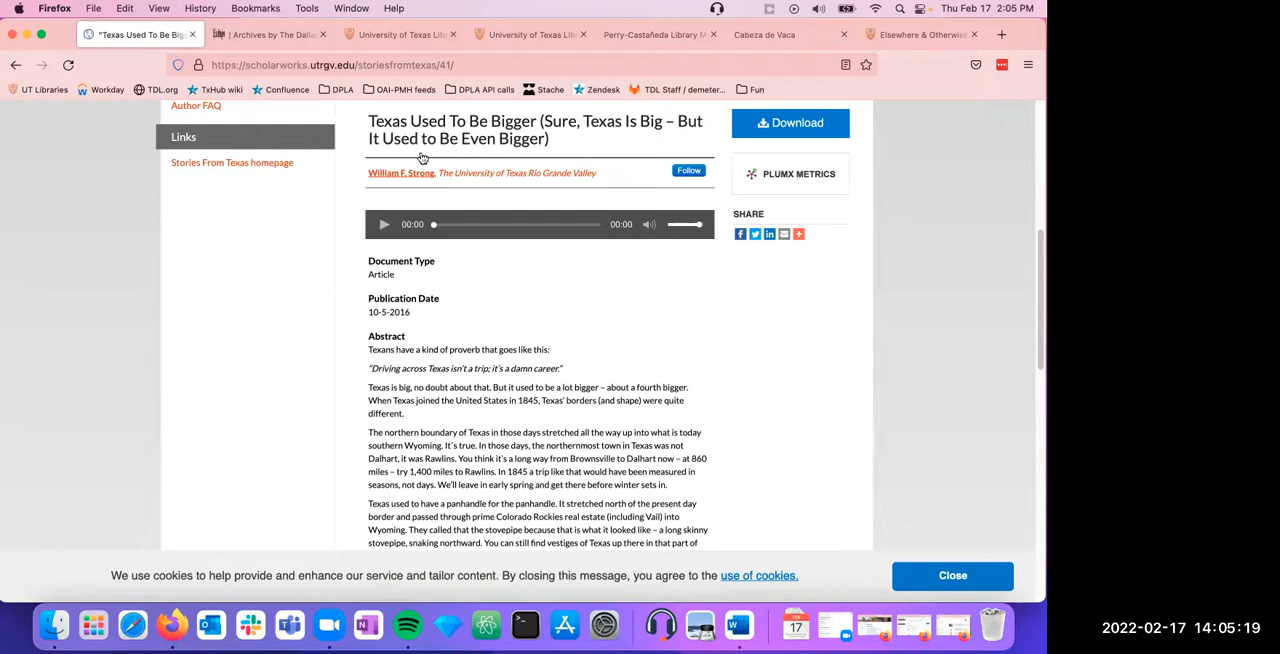 Firefox File Edit View History Bookmarks Tools Window Help Thu Feb 17 2:05 PM
"Texas Used To Be Big | Archives by The Dalla University of Texas Lib University of Texas Lib Perry-Castañeda Library M Cabeza de Vaca Elsewhere & Otherwise
https://scholarworks.utrgv.edu/storiesfromtexas/41/
UT Libraries Workday TDL.org TxHub wiki Confluence DPLA OAI-PMH feeds DPLA API calls Stache Zendesk TDL Staff / demeter... Fun
Author FAQ
Links
Stories From Texas homepage
Texas Used To Be Bigger (Sure, Texas Is Big – But
It Used to Be Even Bigger)
William F. Strong, The University of Texas Rio Grande Valley
Follow
00:00 00:00
Document Type
Article
Publication Date
10-5-2016
Abstract
Texans have a kind of proverb that goes like this:
"Driving across Texas isn't a trip; it's a damn career."
Texas is big, no doubt about that. But it used to be a lot bigger – about a fourth bigger.
When Texas joined the United States in 1845, Texas' borders (and shape) were quite
different.
The northern boundary of Texas in those days stretched all the way up into what is today
southern Wyoming. It's true. In those days, the northernmost town in Texas was not
Dalhart, it was Rawlins. You think it's a long way from Brownsville to Dalhart now – at 860
miles – try 1,400 miles to Rawlins. In 1845 a trip like that would have been measured in
seasons, not days. We'll leave in early spring and get there before winter sets in.
Texas used to have a panhandle for the panhandle. It stretched north of the present day
border and passed through prime Colorado Rockies real estate (including Vail) into
Wyoming. They called that the stovepipe because that is what it looked like – a long skinny
stovepipe, snaking northward. You can still find vestiges of Texas up there in that part of
Download
PLUMX METRICS
SHARE
We use cookies to help provide and enhance our service and tailor content. By closing this message, you agree to the use of cookies.
Close
17
2022-02-17 14:05:19